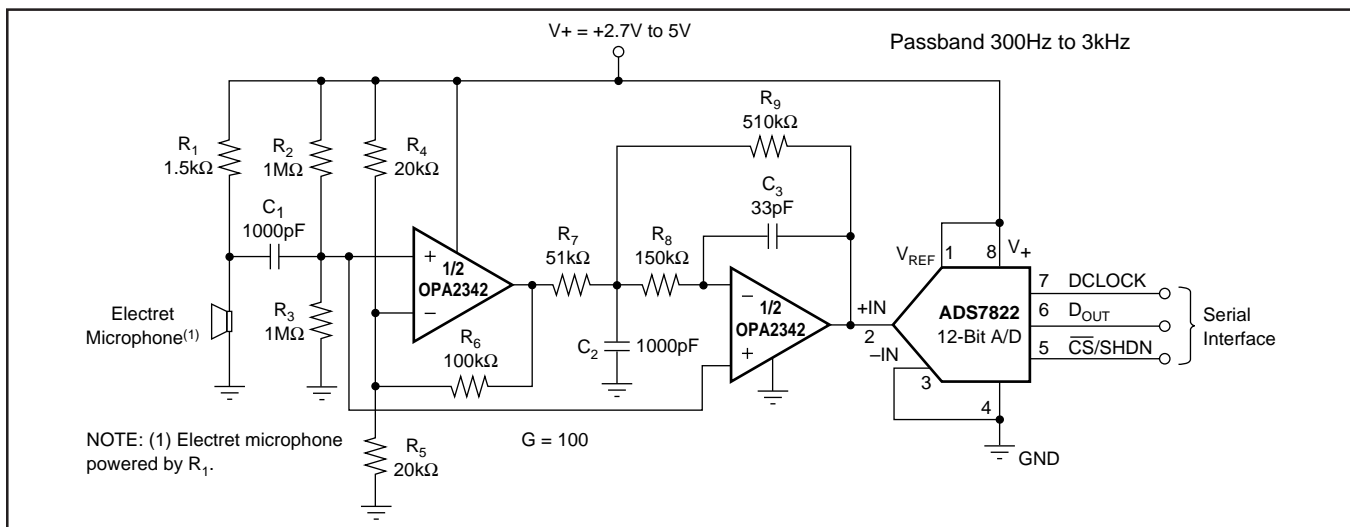 V+ = +2.7V to 5V
Passband 300Hz to 3kHz
R9
510kΩ
R1
1.5kΩ
R2
1MΩ
R4
20kΩ
C3
33pF
C1
1000pF
R7
51kΩ
R8
150kΩ
VREF
1
8
V+
+
1/2
OPA2342
−
−
1/2
OPA2342
+
7
DCLOCK
+IN
2
ADS7822
12-Bit A/D
6
DOUT
Serial
Interface
Electret
Microphone(1)
R3
1MΩ
R6
100kΩ
C2
1000pF
−IN
3
5
CS/SHDN
4
NOTE: (1) Electret microphone
powered by R1.
R5
20kΩ
G = 100
GND